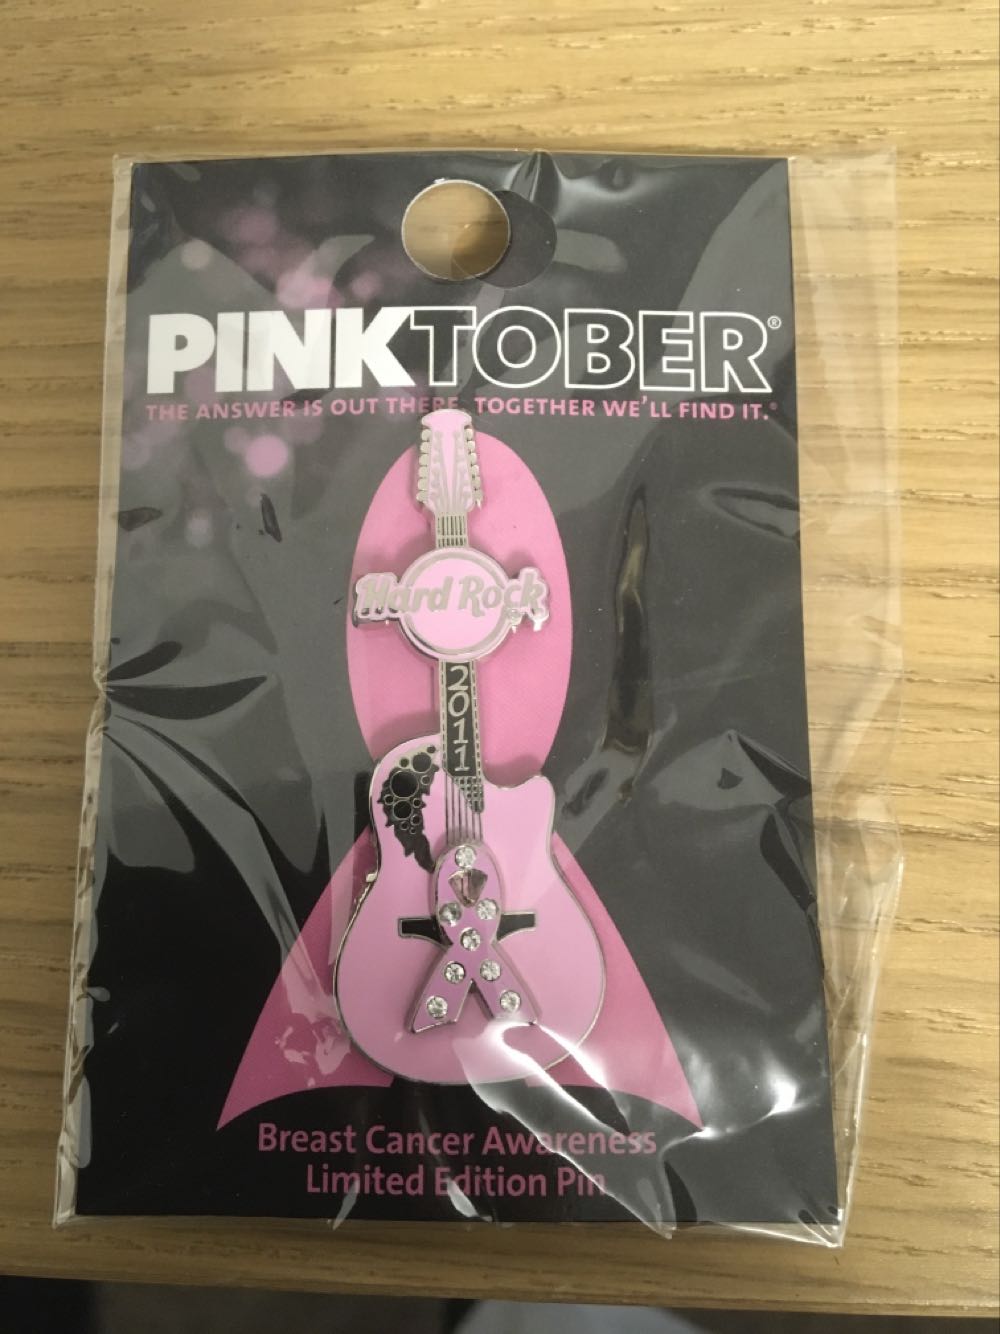 PINKTOBER®
THE ANSWER IS OUT THERE. TOGETHER WE'LL FIND IT.®
Hard Rock
2011
Breast Cancer Awareness
Limited Edition Pin